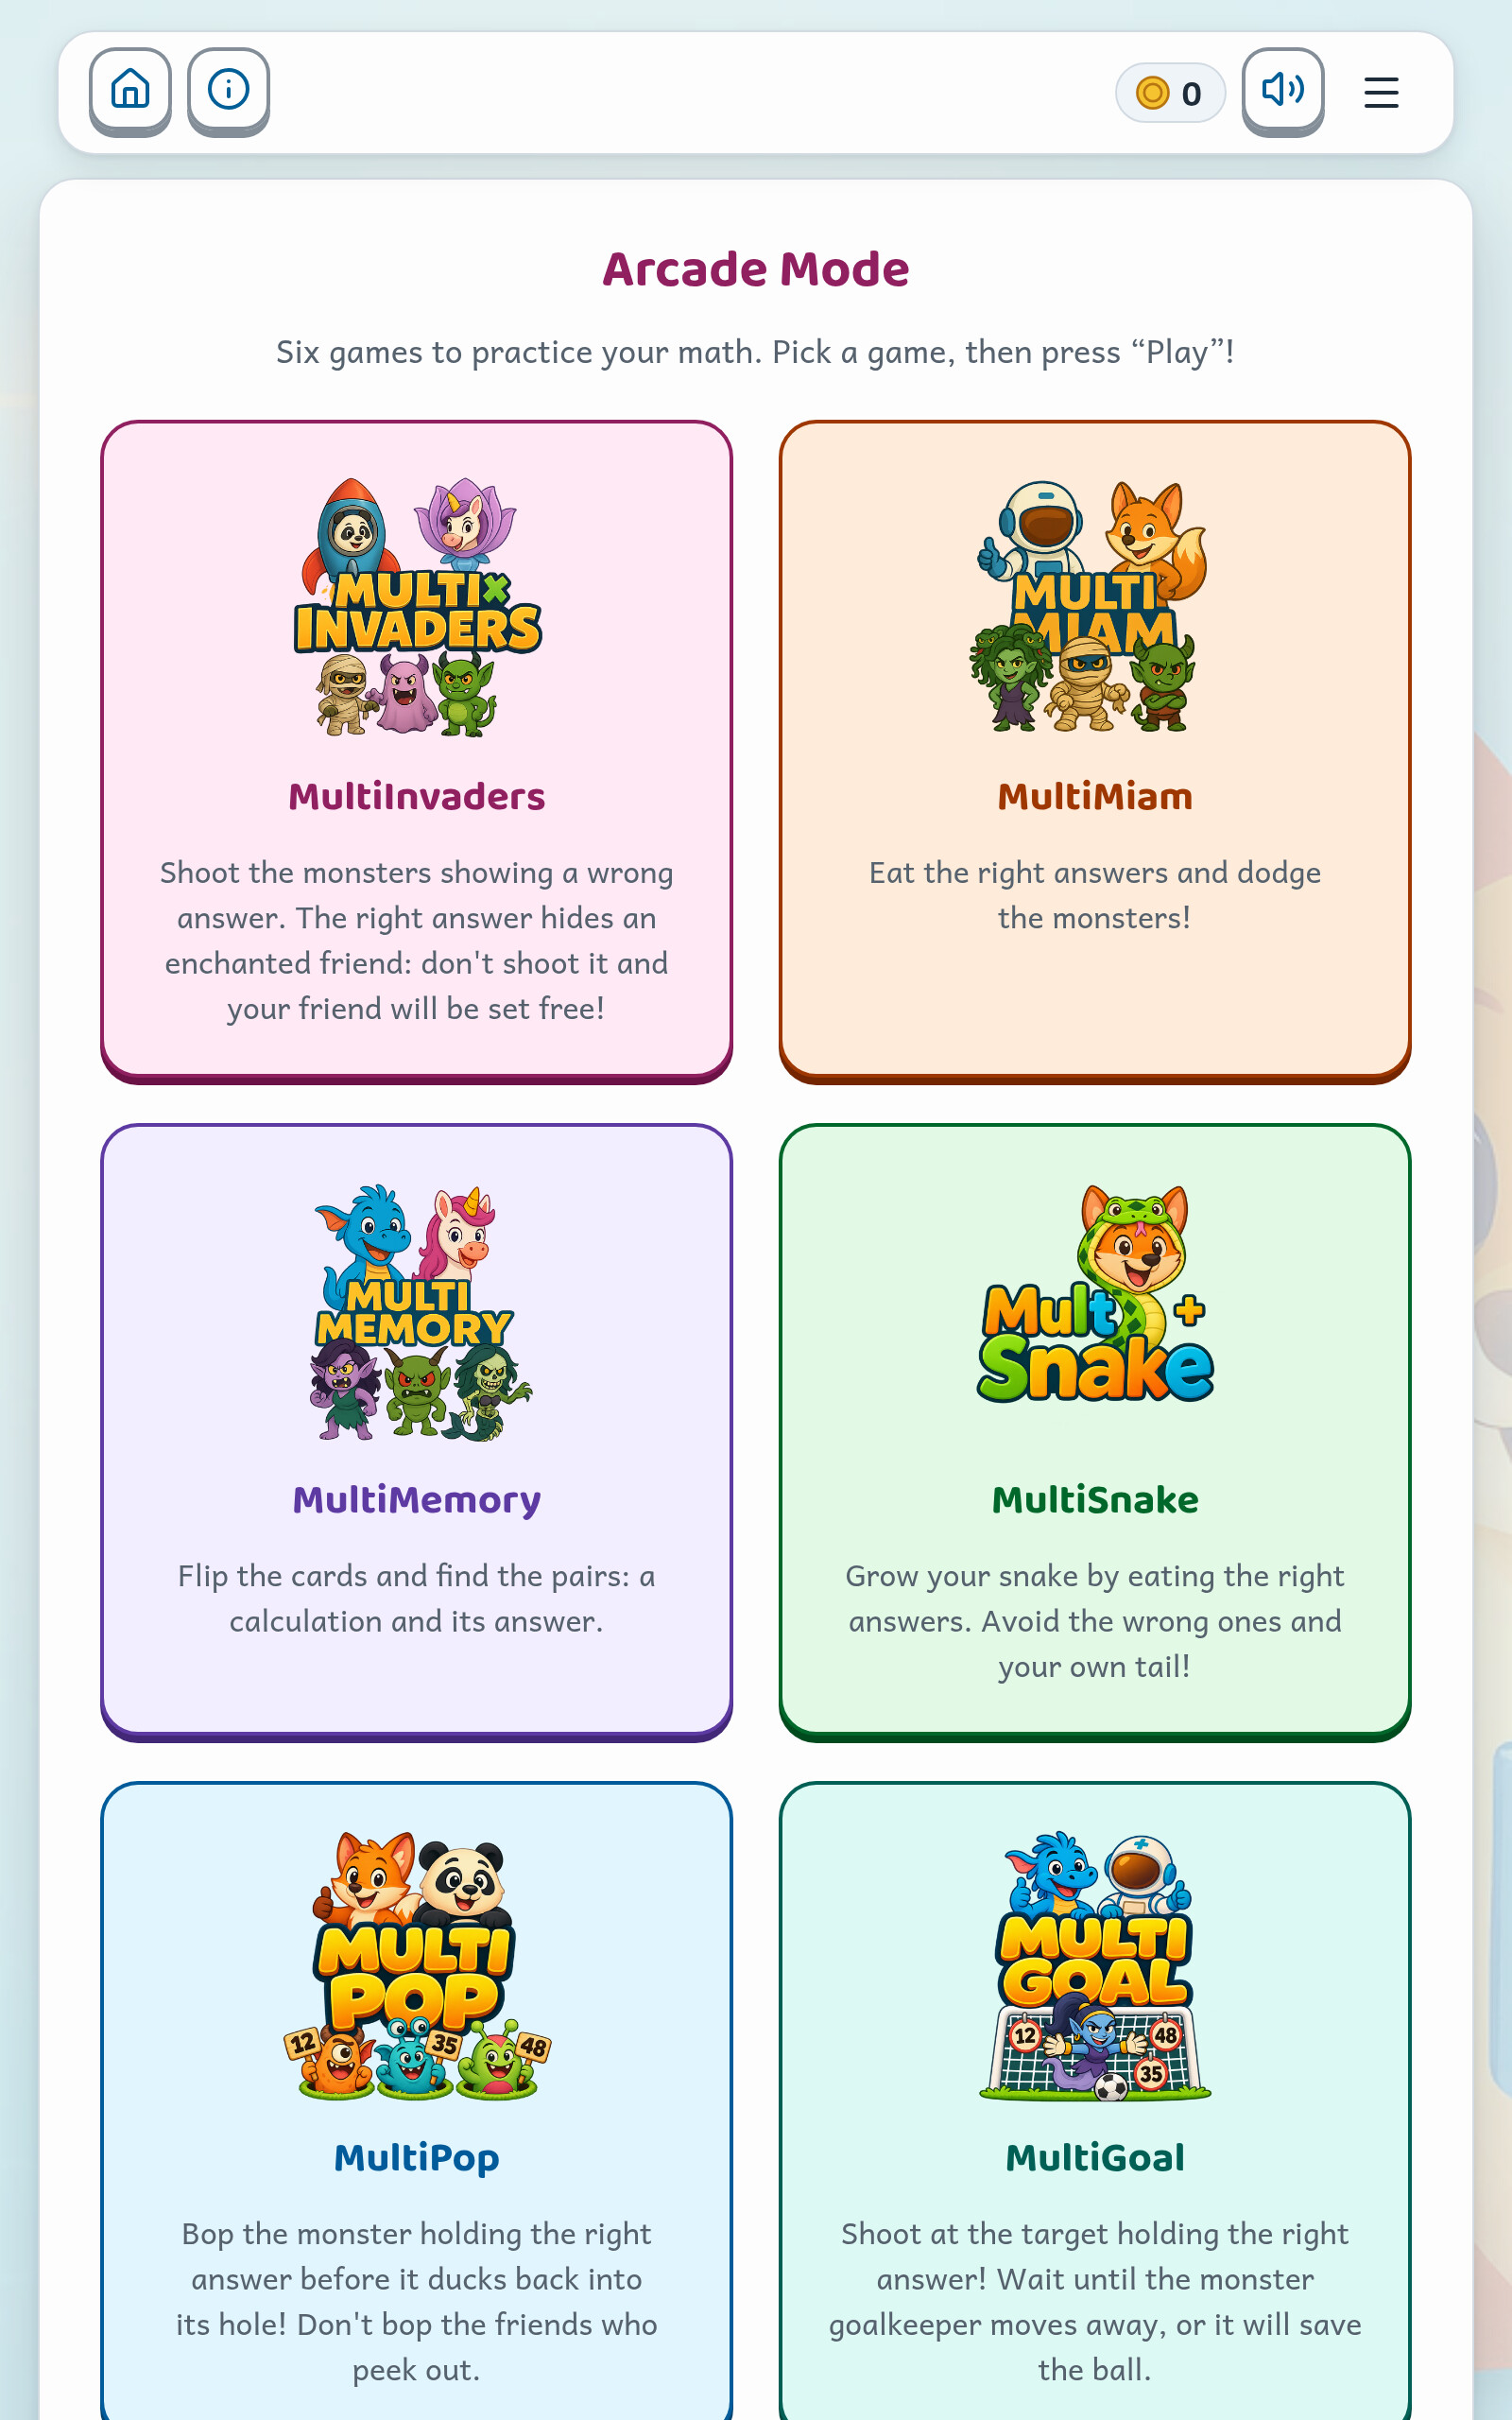 0
Arcade Mode
Six games to practice your math. Pick a game, then press “Play”!
MULTIX
INVADERS
MultiInvaders
Shoot the monsters showing a wrong
answer. The right answer hides an
enchanted friend: don't shoot it and
your friend will be set free!
MULTI
MIAM
MultiMiam
Eat the right answers and dodge
the monsters!
MULTI
MEMORY
MultiMemory
Flip the cards and find the pairs: a
calculation and its answer.
Mult +
Snake
MultiSnake
Grow your snake by eating the right
answers. Avoid the wrong ones and
your own tail!
MULTI
POP
12 35 48
MultiPop
Bop the monster holding the right
answer before it ducks back into
its hole! Don't bop the friends who
peek out.
MULTI
GOAL
12 48
35
MultiGoal
Shoot at the target holding the right
answer! Wait until the monster
goalkeeper moves away, or it will save
the ball.